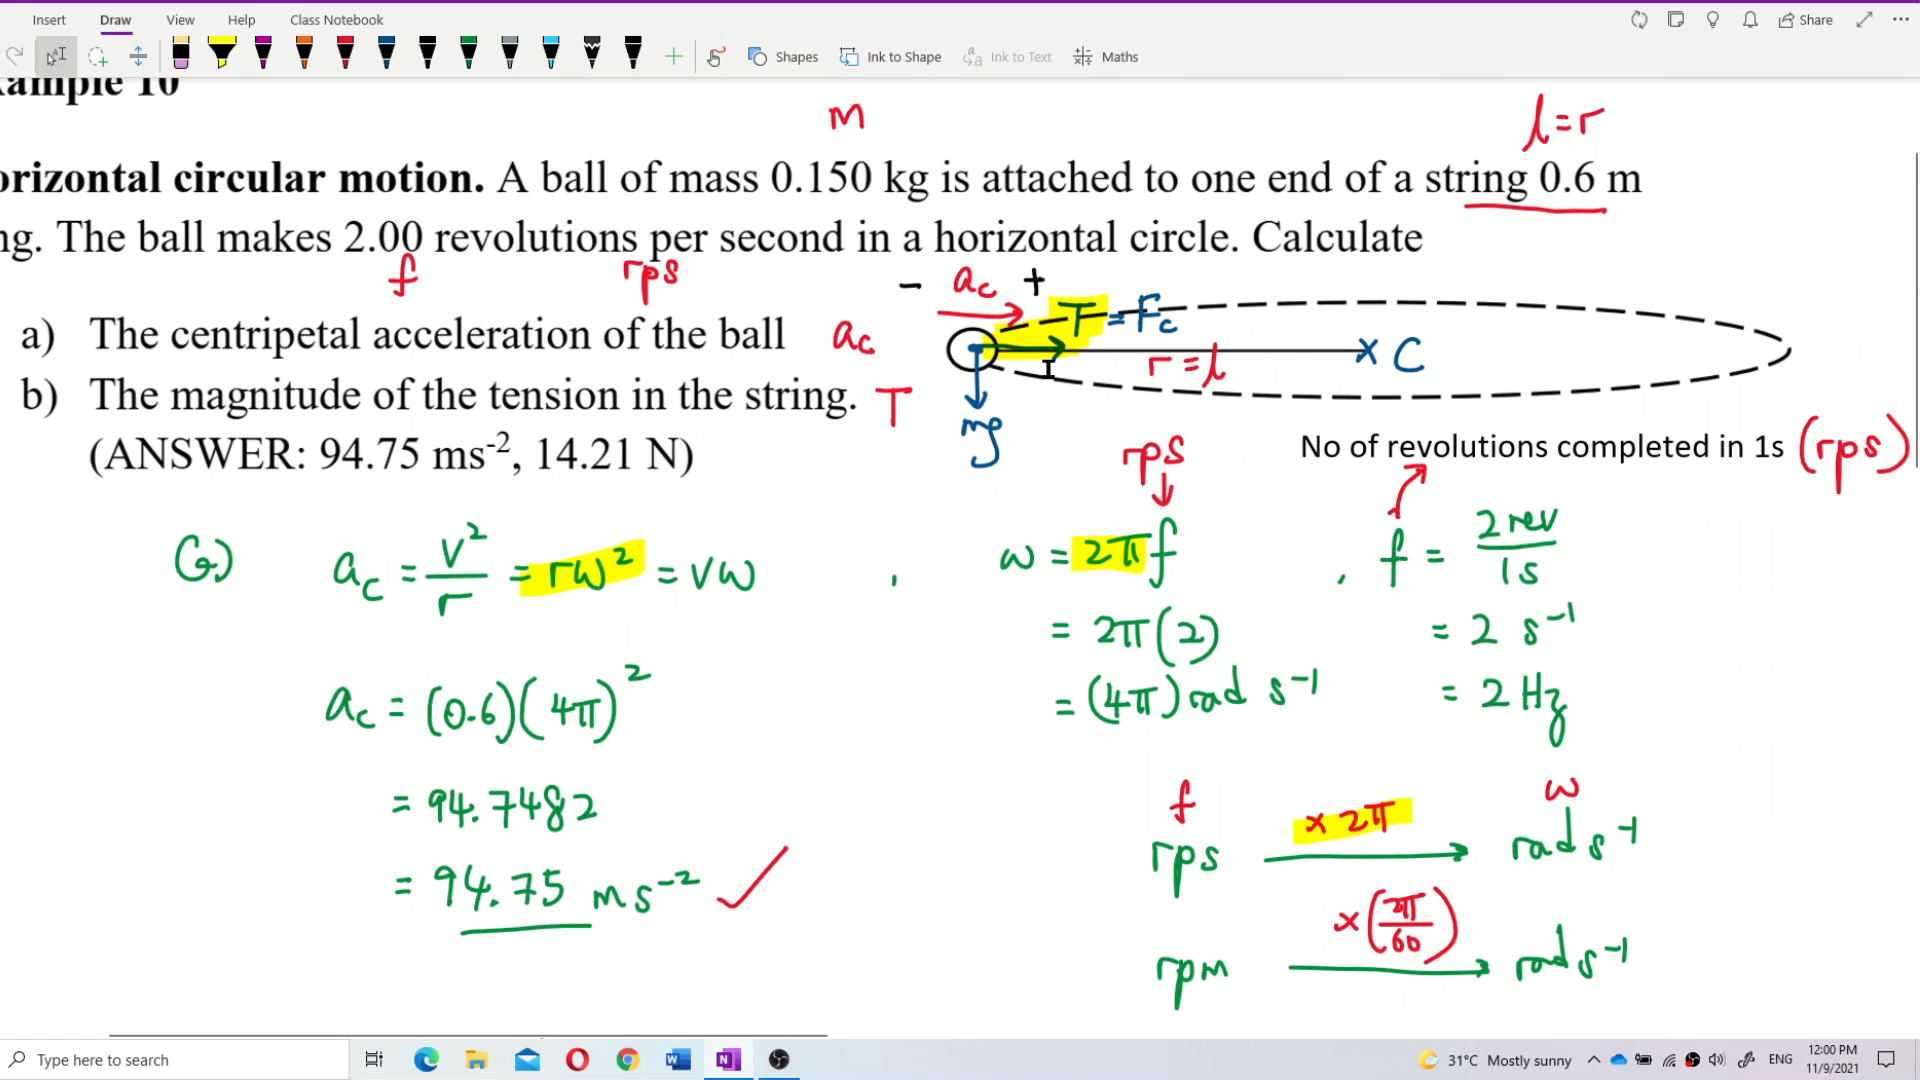 Insert Draw View Help Class Notebook Share
Shapes Ink to Shape Ink to Text Maths
ample 10
m
l = r
orizontal circular motion. A ball of mass 0.150 kg is attached to one end of a string 0.6 m
ng. The ball makes 2.00 revolutions per second in a horizontal circle. Calculate
f rps
- ac +
a) The centripetal acceleration of the ball ac
T = Fc
r = l × C
b) The magnitude of the tension in the string. T
mg
(ANSWER: 94.75 ms⁻², 14.21 N)
No of revolutions completed in 1s (rps)
rps
(a) ac = v²/r = rω² = vω , ω = 2πf , f = 2 rev/1s
= 2π(2) = 2 s⁻¹
ac = (0.6)(4π)² = (4π) rad s⁻¹ = 2 Hz
= 94.7482
= 94.75 ms⁻²
f × 2π ω
rps rad s⁻¹
×(2π/60)
rpm rad s⁻¹
Type here to search
31°C Mostly sunny ENG 12:00 PM
11/9/2021